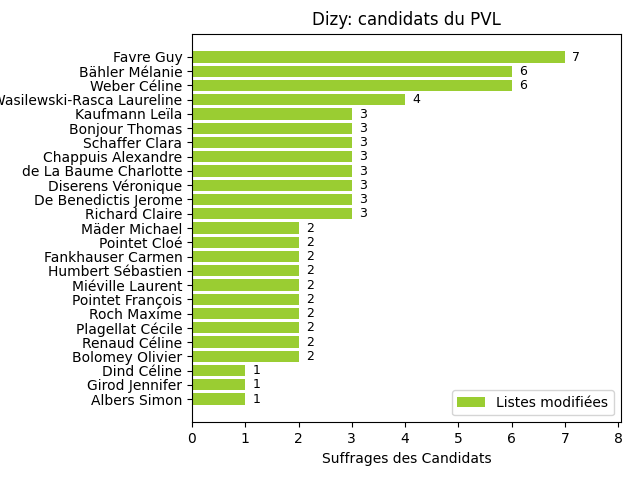 Dizy: candidats du PVL
Favre Guy 7
Bähler Mélanie 6
Weber Céline 6
Wasilewski-Rasca Laureline 4
Kaufmann Leïla 3
Bonjour Thomas 3
Schaffer Clara 3
Chappuis Alexandre 3
de La Baume Charlotte 3
Diserens Véronique 3
De Benedictis Jerome 3
Richard Claire 3
Mäder Michael 2
Pointet Cloé 2
Fankhauser Carmen 2
Humbert Sébastien 2
Miéville Laurent 2
Pointet François 2
Roch Maxime 2
Plagellat Cécile 2
Renaud Céline 2
Bolomey Olivier 2
Dind Céline 1
Girod Jennifer 1
Albers Simon 1
Listes modifiées
0 1 2 3 4 5 6 7 8
Suffrages des Candidats